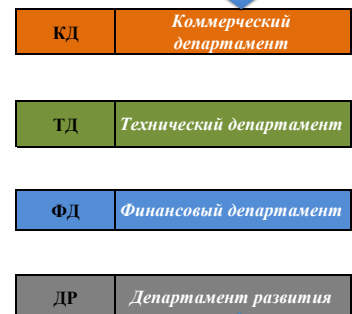 КД
Коммерческий
департамент
ТД
Технический департамент
ФД
Финансовый департамент
ДР
Департамент развития